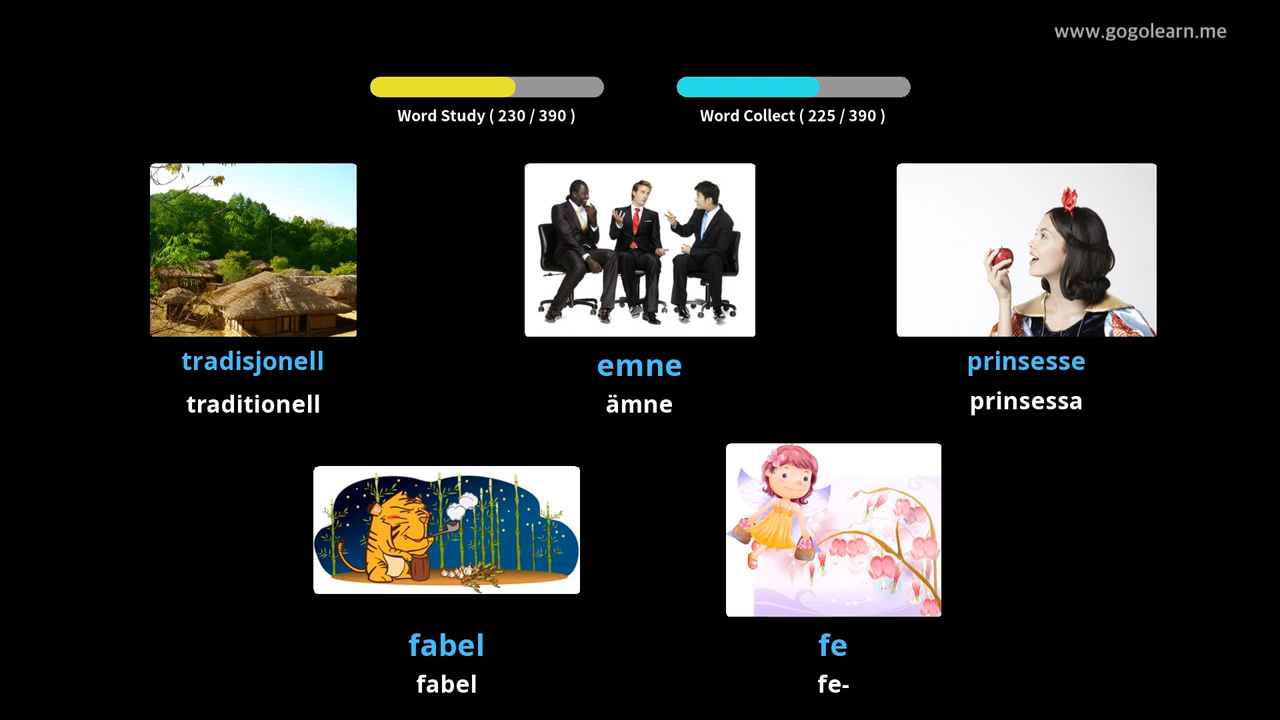 www.gogolearn.me
Word Study ( 230 / 390 )
Word Collect ( 225 / 390 )
tradisjonell
traditionell
emne
ämne
prinsesse
prinsessa
fabel
fabel
fe
fe-